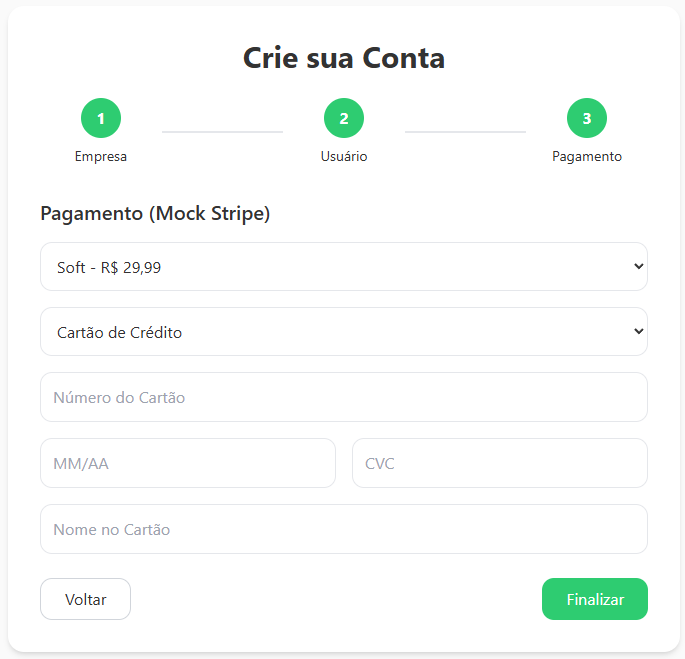 Crie sua Conta
1 2 3
Empresa Usuário Pagamento
Pagamento (Mock Stripe)
Soft - R$ 29,99
Cartão de Crédito
Número do Cartão
MM/AA CVC
Nome no Cartão
Voltar Finalizar